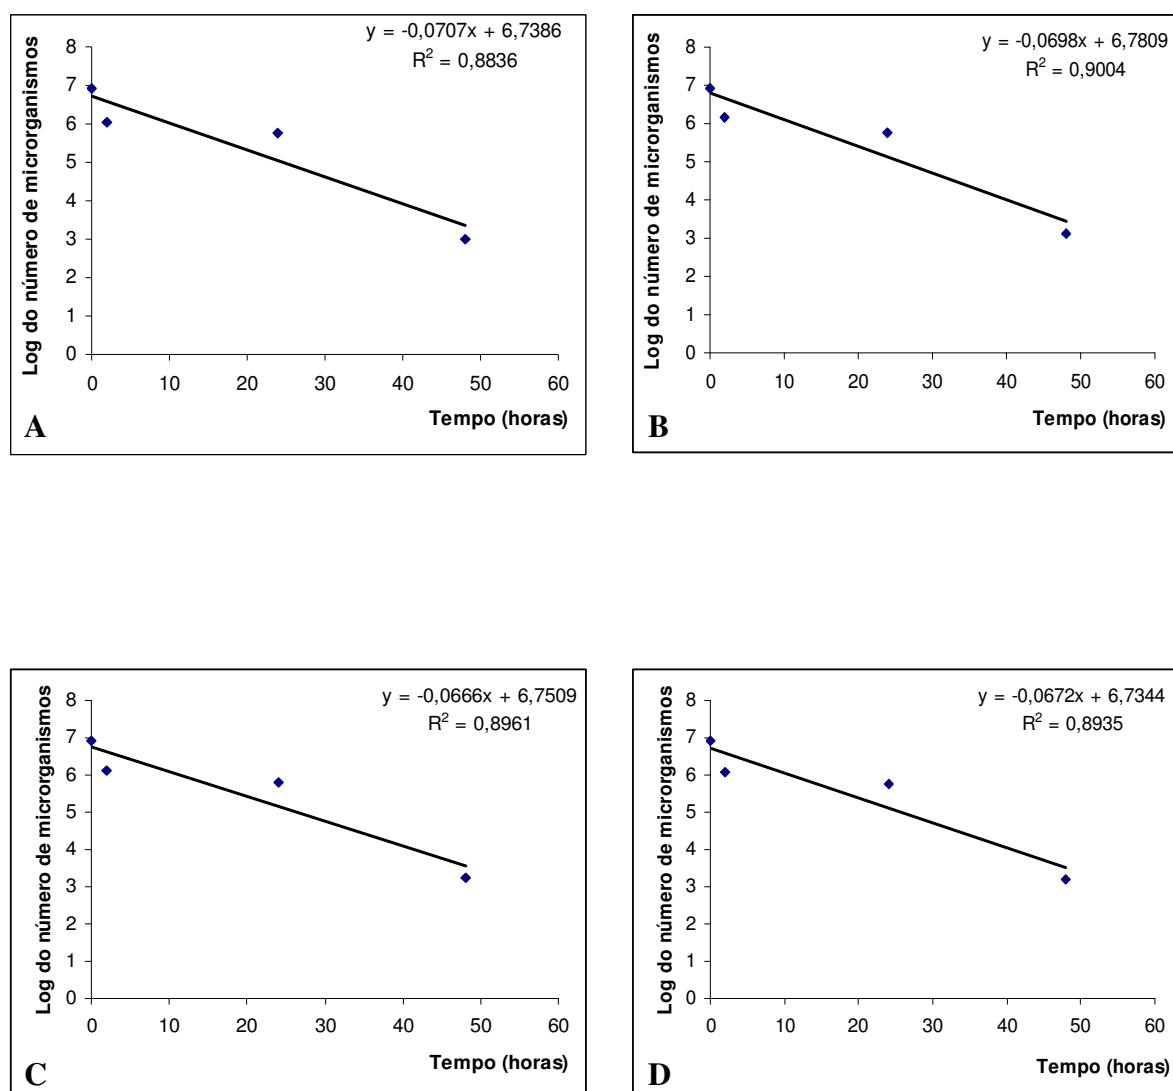 y = -0,0707x + 6,7386
R² = 0,8836
8
7
6
5
4
3
2
1
0
Log do número de microrganismos
0 10 20 30 40 50 60
Tempo (horas)
A
y = -0,0698x + 6,7809
R² = 0,9004
8
7
6
5
4
3
2
1
0
Log do número de microrganismos
0 10 20 30 40 50 60
Tempo (horas)
B
y = -0,0666x + 6,7509
R² = 0,8961
8
7
6
5
4
3
2
1
0
Log do número de microrganismos
0 10 20 30 40 50 60
Tempo (horas)
C
y = -0,0672x + 6,7344
R² = 0,8935
8
7
6
5
4
3
2
1
0
Log do número de microrganismos
0 10 20 30 40 50 60
Tempo (horas)
D